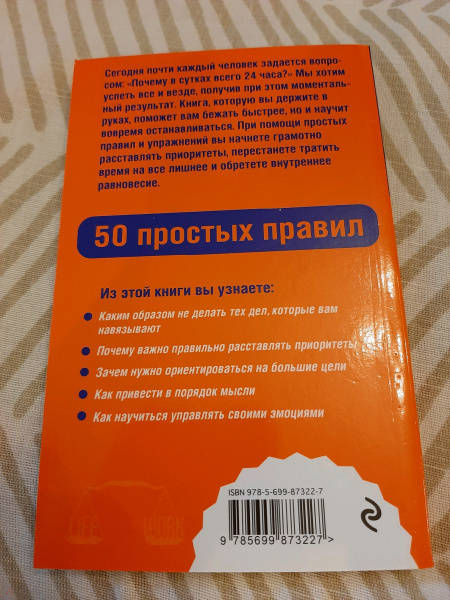 Сегодня почти каждый человек задается вопро-
сом: «Почему в сутках всего 24 часа?» Мы хотим
успеть все и везде, получив при этом моменталь-
ный результат. Книга, которую вы держите в
руках, поможет вам бежать быстрее, но и научит
вовремя останавливаться. При помощи простых
правил и упражнений вы начнете грамотно
расставлять приоритеты, перестанете тратить
время на все лишнее и обретете внутреннее
равновесие.
50 простых правил
Из этой книги вы узнаете:
Каким образом не делать тех дел, которые вам
навязывают
Почему важно правильно расставлять приоритеты
Зачем нужно ориентироваться на большие цели
Как привести в порядок мысли
Как научиться управлять своими эмоциями
ISBN 978-5-699-87322-7
9 785699 873227 >
LIFE WORK